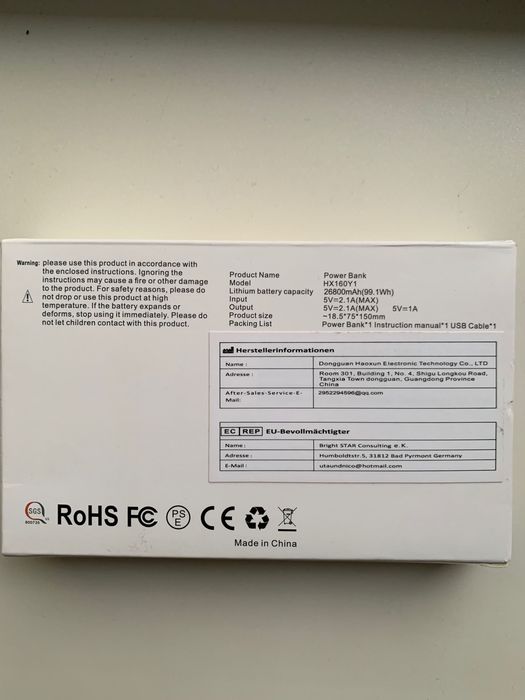 Warning: please use this product in accordance with
the enclosed instructions. Ignoring the
instructions may cause a fire or other damage
to the product. For safety reasons, please do
not drop or use this product at high
temperature. If the battery expands or
deforms, stop using it immediately. Please do
not let children contact with this product.
Product Name Power Bank
Model HX160Y1
Lithium battery capacity 26800mAh(99.1Wh)
Input 5V=2.1A(MAX)
Output 5V=2.1A(MAX) 5V=1A
Product size ~18.5*75*150mm
Packing List Power Bank*1 Instruction manual*1 USB Cable*1
Herstellerinformationen
Name : Dongguan Haoxun Electronic Technology Co., LTD
Adresse : Room 301, Building 1, No. 4, Shigu Longkou Road,
Tangxia Town dongguan, Guangdong Province
China
After-Sales-Service-E-
Mail: 2952294596@qq.com
EC REP EU-Bevollmächtigter
Name : Bright STAR Consulting e.K.
Adresse : Humboldtstr.5, 31812 Bad Pyrmont Germany
E-Mail : utaundnico@hotmail.com
SGS RoHS FC PS E CE
Made in China